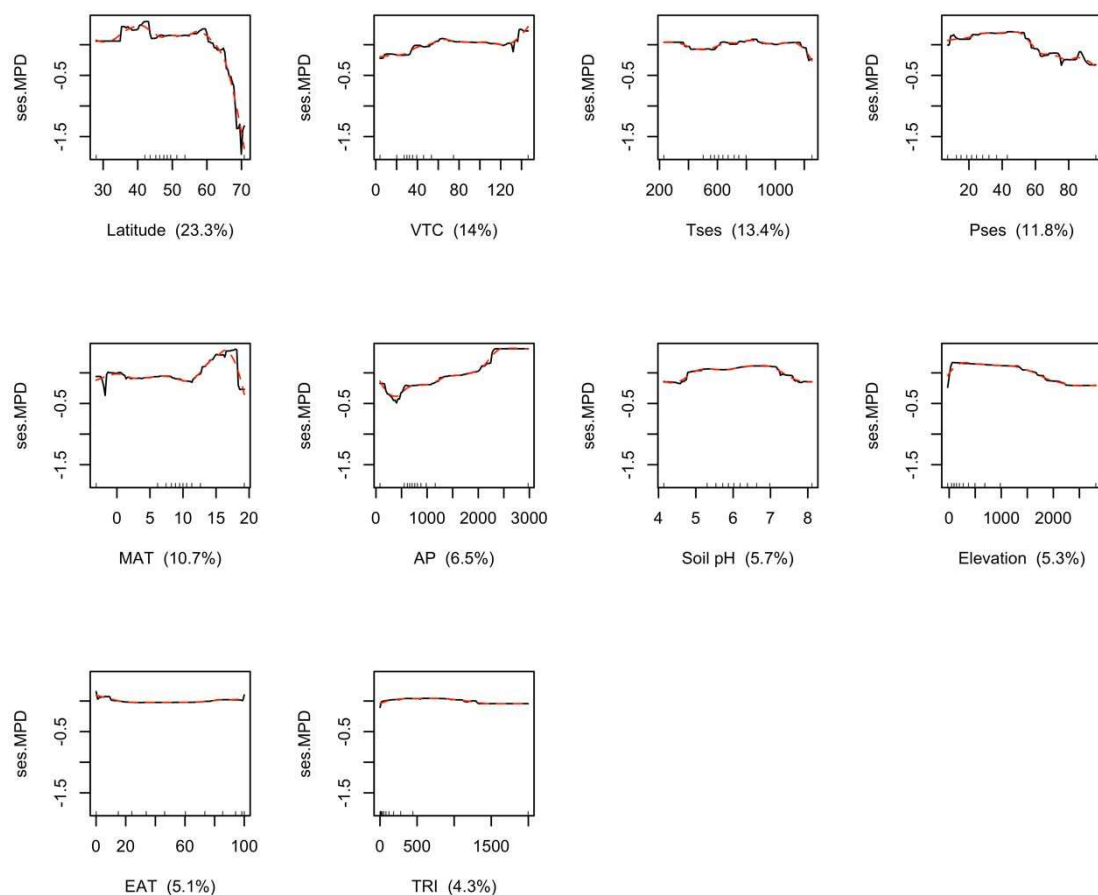 ses.MPD
-0.5
-1.5
30 40 50 60 70
Latitude (23.3%)
ses.MPD
-0.5
-1.5
0 40 80 120
VTC (14%)
ses.MPD
-0.5
-1.5
200 600 1000
Tses (13.4%)
ses.MPD
-0.5
-1.5
20 40 60 80
Pses (11.8%)
ses.MPD
-0.5
-1.5
0 5 10 15 20
MAT (10.7%)
ses.MPD
-0.5
-1.5
0 1000 2000 3000
AP (6.5%)
ses.MPD
-0.5
-1.5
4 5 6 7 8
Soil pH (5.7%)
ses.MPD
-0.5
-1.5
0 1000 2000
Elevation (5.3%)
ses.MPD
-0.5
-1.5
0 20 60 100
EAT (5.1%)
ses.MPD
-0.5
-1.5
0 500 1500
TRI (4.3%)